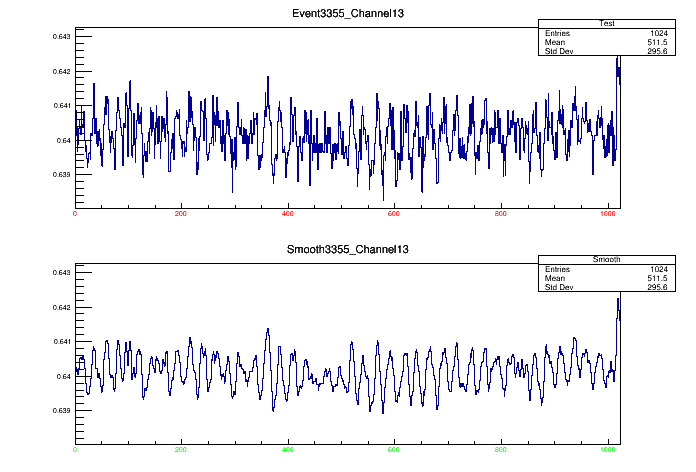 Event3355_Channel13
Test
Entries 1024
Mean 511.5
Std Dev 295.6
0.643
0.642
0.641
0.64
0.639
0 200 400 600 800 1000
Smooth3355_Channel13
Smooth
Entries 1024
Mean 511.5
Std Dev 295.6
0.643
0.642
0.641
0.64
0.639
0 200 400 600 800 1000